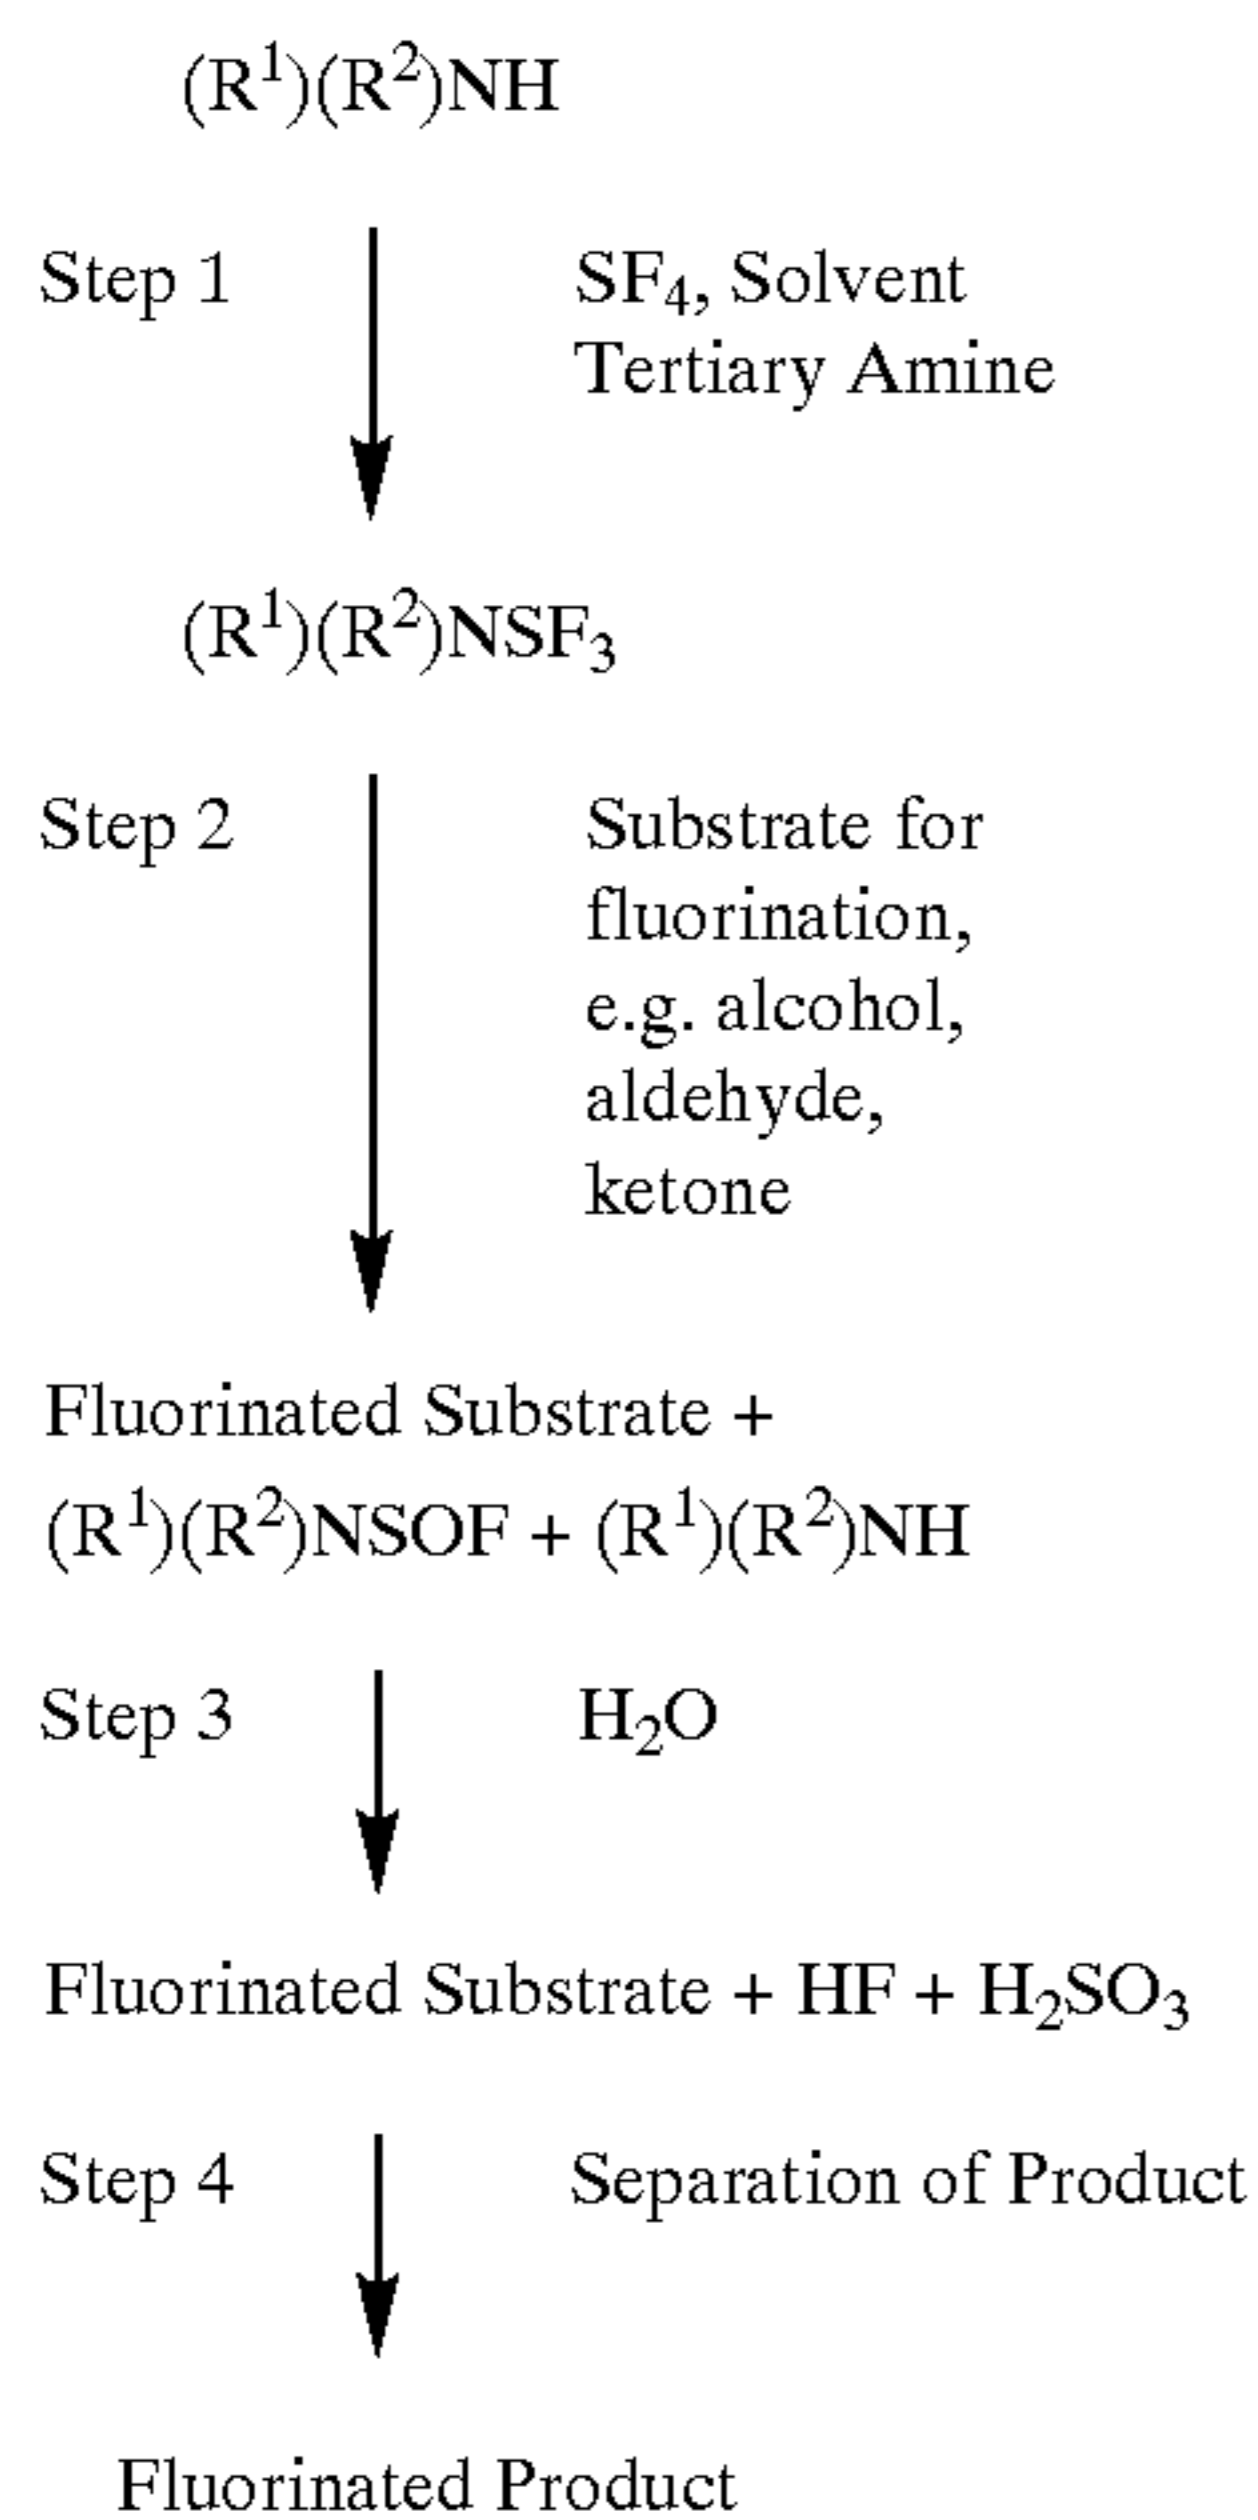 (R¹)(R²)NH
Step 1
SF₄, Solvent
Tertiary Amine
(R¹)(R²)NSF₃
Step 2
Substrate for
fluorination,
e.g. alcohol,
aldehyde,
ketone
Fluorinated Substrate +
(R¹)(R²)NSOF + (R¹)(R²)NH
Step 3
H₂O
Fluorinated Substrate + HF + H₂SO₃
Step 4
Separation of Product
Fluorinated Product